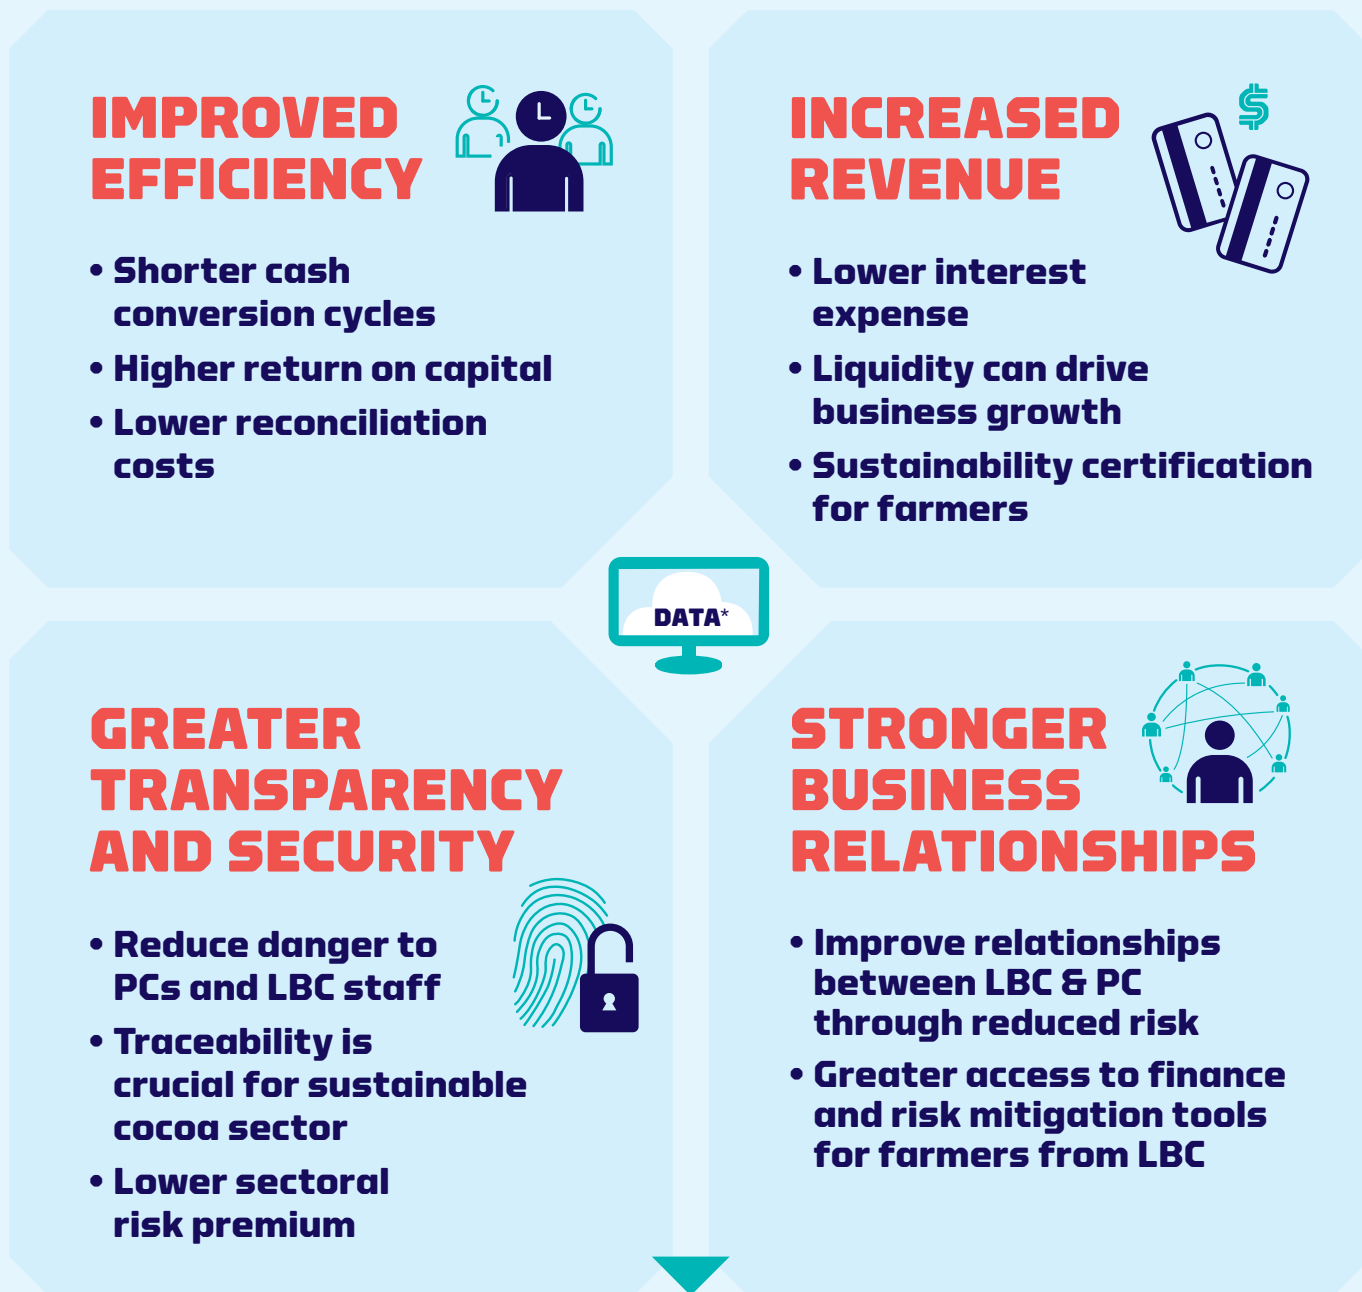 IMPROVED
EFFICIENCY
• Shorter cash
conversion cycles
• Higher return on capital
• Lower reconciliation
costs
INCREASED
REVENUE
$
• Lower interest
expense
• Liquidity can drive
business growth
• Sustainability certification
for farmers
DATA*
GREATER
TRANSPARENCY
AND SECURITY
• Reduce danger to
PCs and LBC staff
• Traceability is
crucial for sustainable
cocoa sector
• Lower sectoral
risk premium
STRONGER
BUSINESS
RELATIONSHIPS
• Improve relationships
between LBC & PC
through reduced risk
• Greater access to finance
and risk mitigation tools
for farmers from LBC